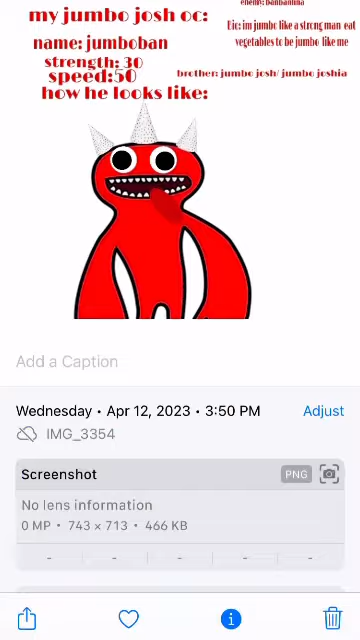 my jumbo josh oc:
enemy: banbanina
name: jumboban
Bio: im jumbo like a strong man eat
vegetables to be jumbo like me
strength: 30
speed:50
brother: jumbo josh/ jumbo joshia
how he looks like:
Add a Caption
Wednesday • Apr 12, 2023 • 3:50 PM
Adjust
IMG_3354
Screenshot
PNG
No lens information
0 MP • 743 × 713 • 466 KB
- - - - -